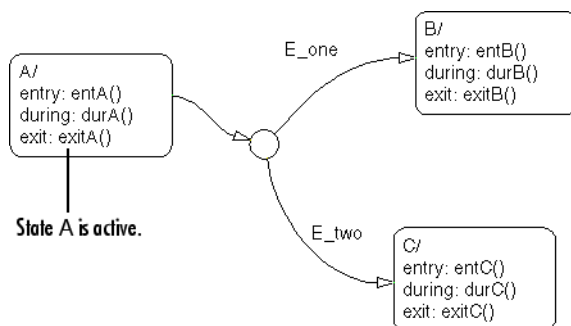 A/
entry: entA()
during: durA()
exit: exitA()
State A is active.
E_one
B/
entry: entB()
during: durB()
exit: exitB()
E_two
C/
entry: entC()
during: durC()
exit: exitC()